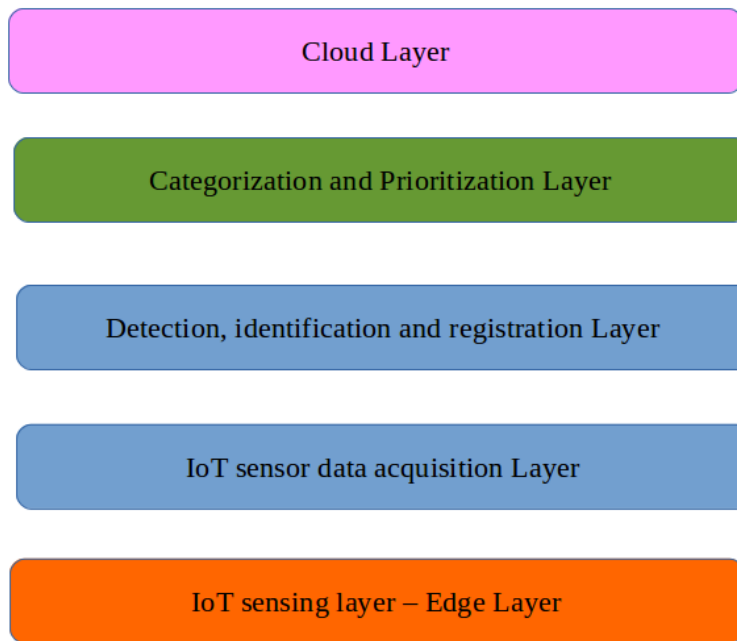 Cloud Layer
Categorization and Prioritization Layer
Detection, identification and registration Layer
IoT sensor data acquisition Layer
IoT sensing layer – Edge Layer